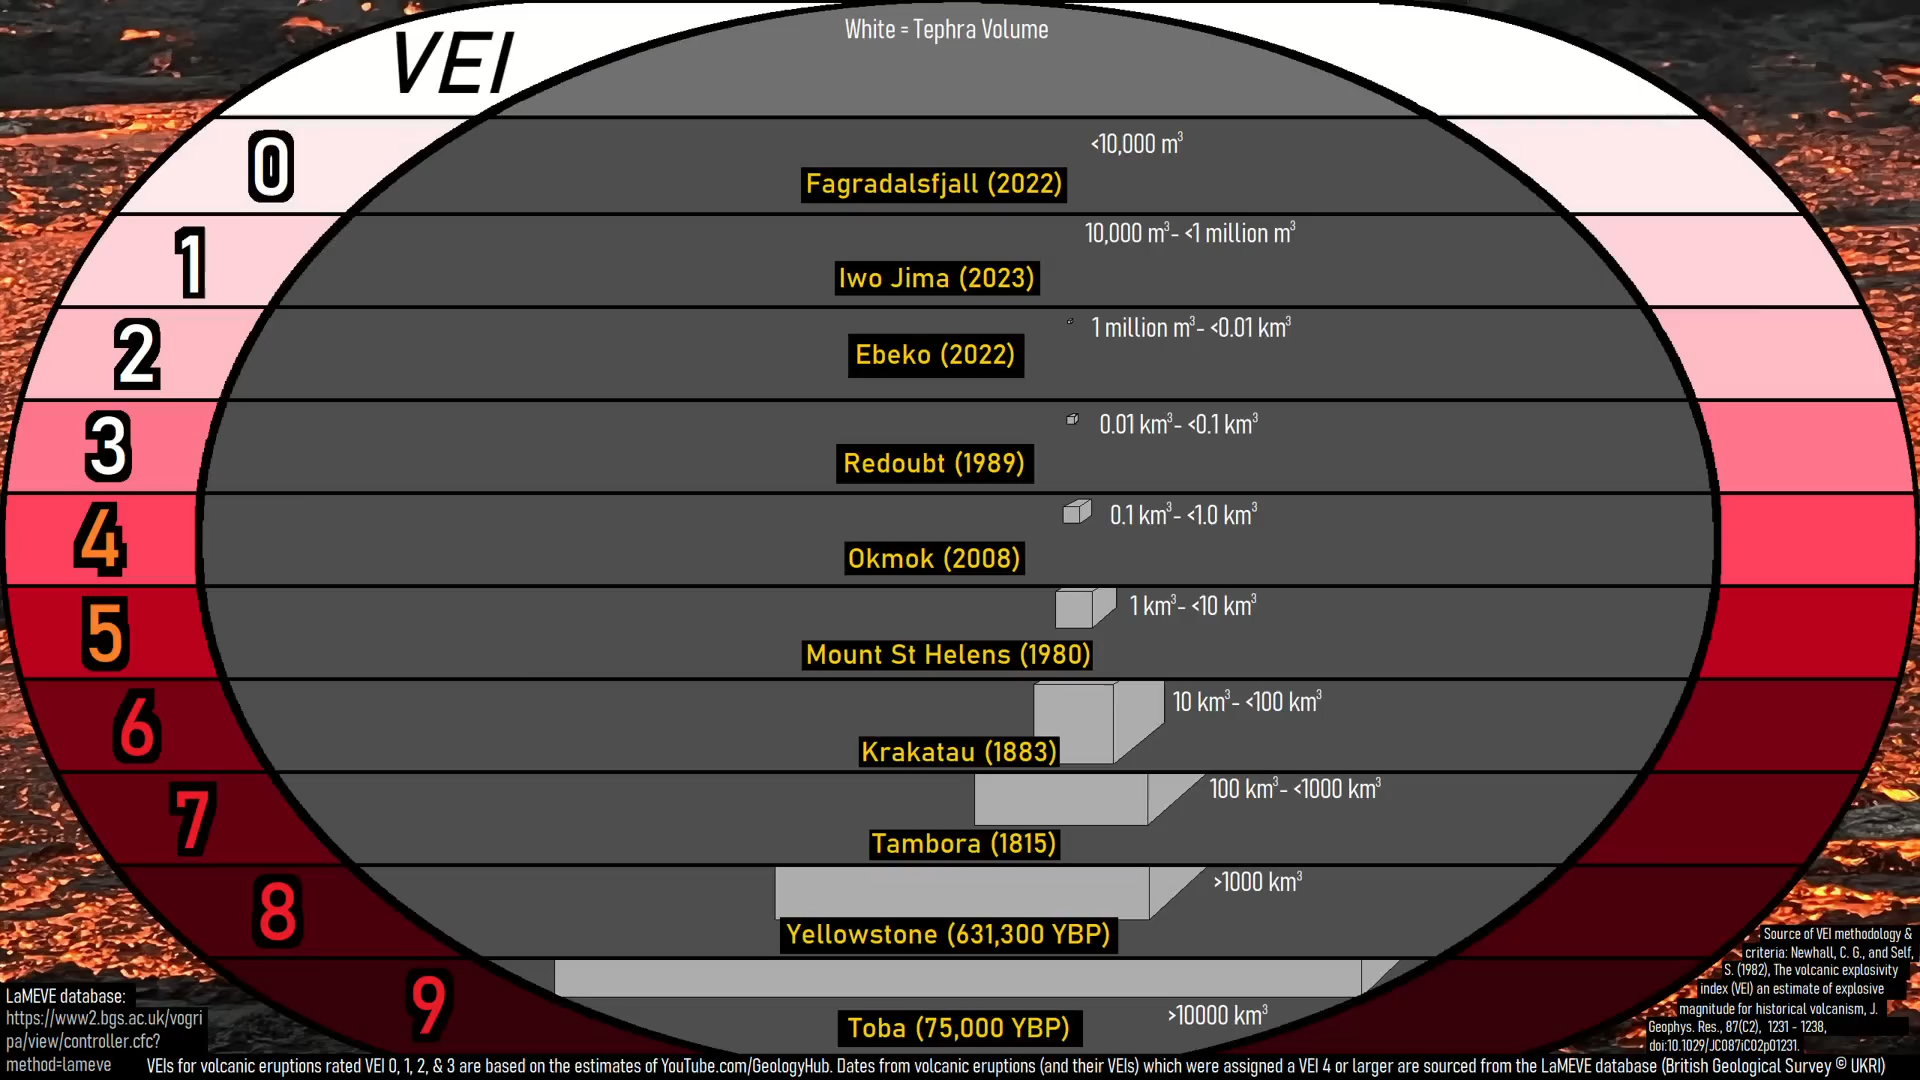 White = Tephra Volume
VEI
0
<10,000 m³
Fagradalsfjall (2022)
1
10,000 m³- <1 million m³
Iwo Jima (2023)
2
1 million m³- <0.01 km³
Ebeko (2022)
3
0.01 km³- <0.1 km³
Redoubt (1989)
4
0.1 km³- <1.0 km³
Okmok (2008)
5
1 km³- <10 km³
Mount St Helens (1980)
6
10 km³- <100 km³
Krakatau (1883)
7
100 km³- <1000 km³
Tambora (1815)
8
>1000 km³
Yellowstone (631,300 YBP)
9
>10000 km³
Toba (75,000 YBP)
Source of VEI methodology &
criteria: Newhall, C. G., and Self,
S. (1982), The volcanic explosivity
index (VEI) an estimate of explosive
magnitude for historical volcanism, J.
Geophys. Res., 87(C2), 1231 - 1238,
doi:10.1029/JC087iC02p01231.
LaMEVE database:
https://www2.bgs.ac.uk/vogri
pa/view/controller.cfc?
method=lameve
VEIs for volcanic eruptions rated VEI 0, 1, 2, & 3 are based on the estimates of YouTube.com/GeologyHub. Dates from volcanic eruptions (and their VEIs) which were assigned a VEI 4 or larger are sourced from the LaMEVE database (British Geological Survey © UKRI)